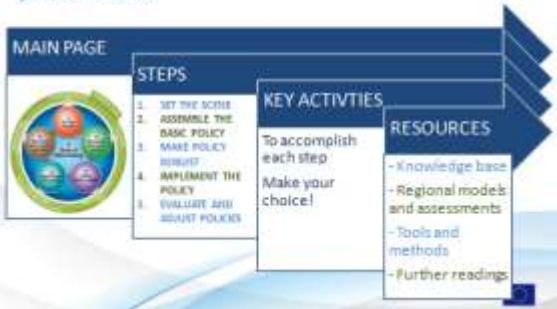 MAIN PAGE
STEPS
1. SET THE SCENE
2. ASSEMBLE THE
BASIC POLICY
3. MAKE POLICY
ROBUST
4. IMPLEMENT THE
POLICY
5. EVALUATE AND
ADJUST POLICIES
KEY ACTIVTIES
To accomplish
each step
Make your
choice!
RESOURCES
- Knowledge base
- Regional models
and assessments
- Tools and
methods
- Further readings